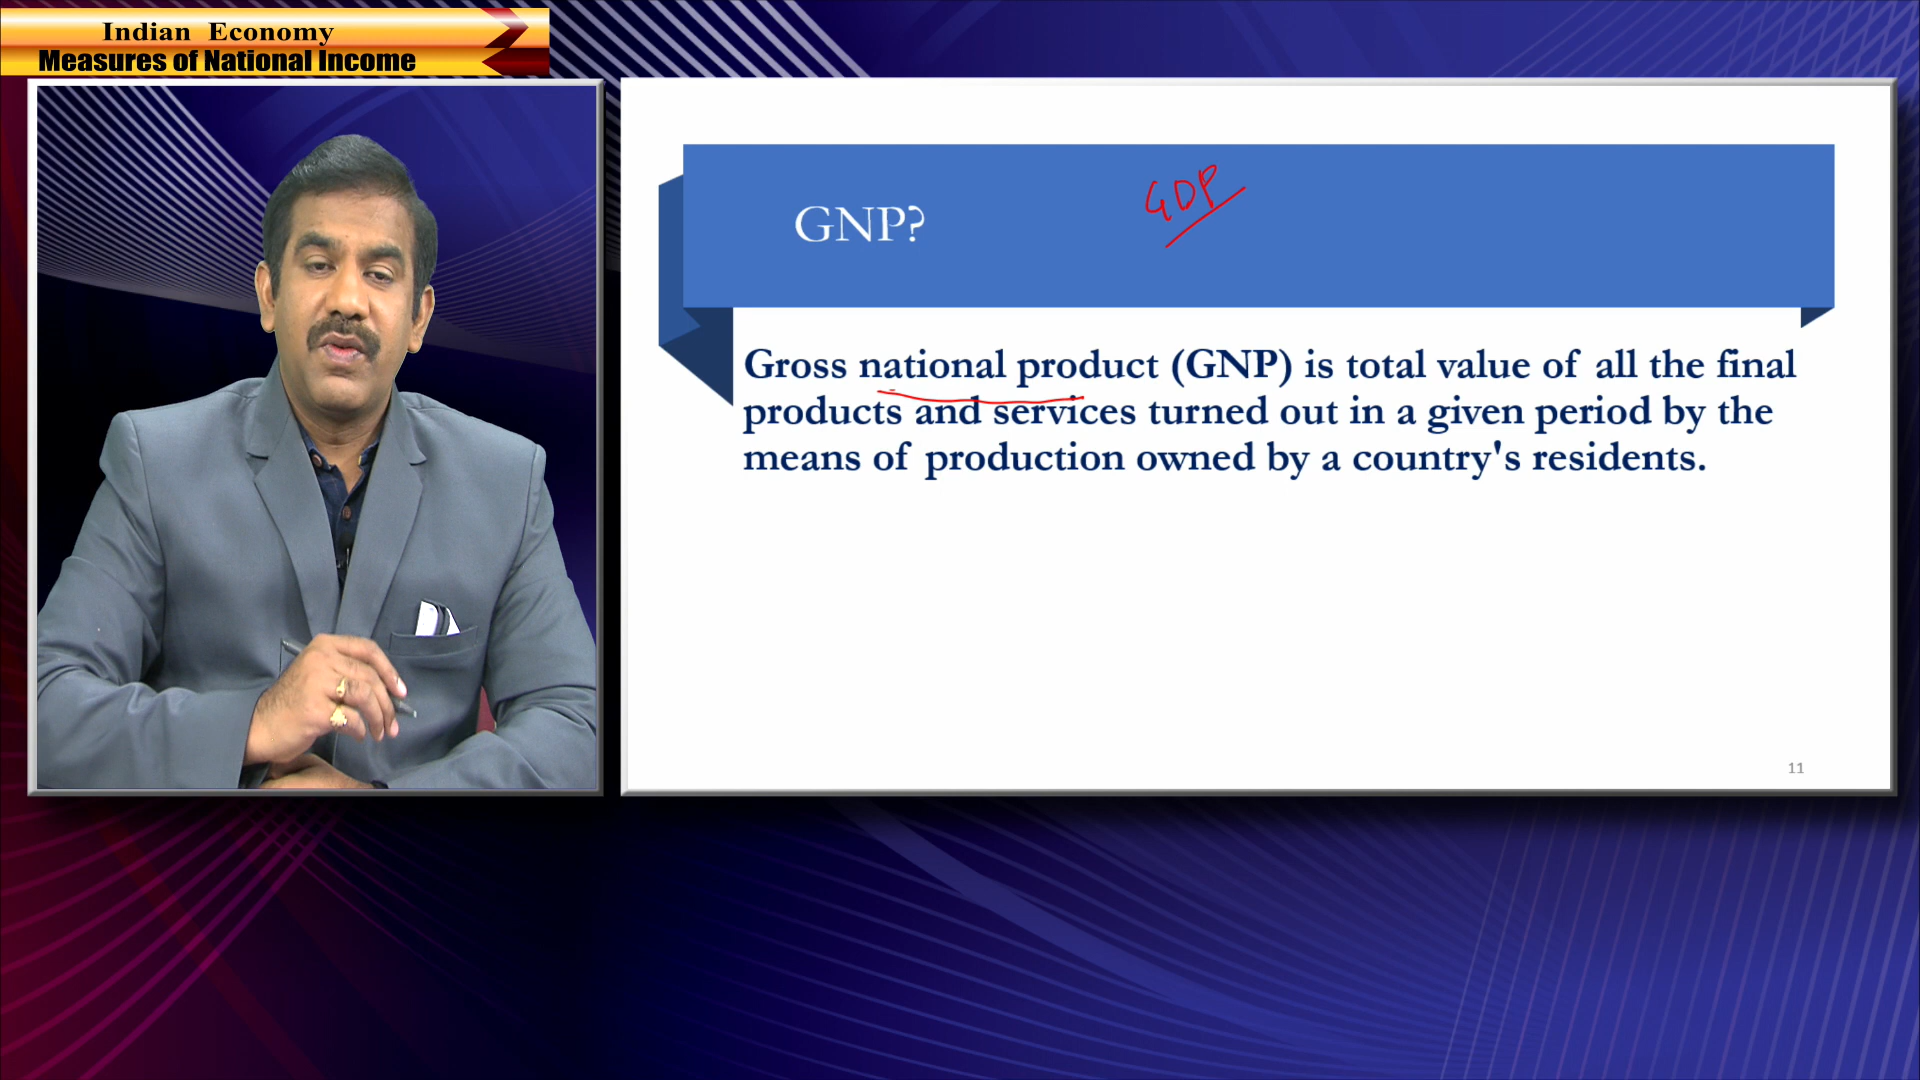 Indian Economy
Measures of National Income
GNP?
GDP
Gross national product (GNP) is total value of all the final
products and services turned out in a given period by the
means of production owned by a country's residents.
11